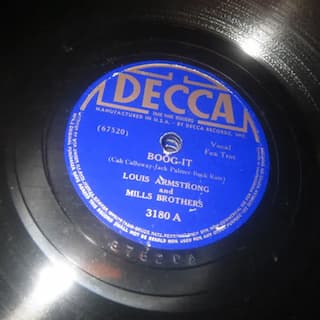 DECCA
MANUFACTURED IN U.S.A. - BY DECCA RECORDS, INC.
(67520)
Vocal
Fox Trot
BOOG-IT
(Cab Calloway-Jack Palmer-Buck Ram)
LOUIS ARMSTRONG
and
MILLS BROTHERS
3180 A